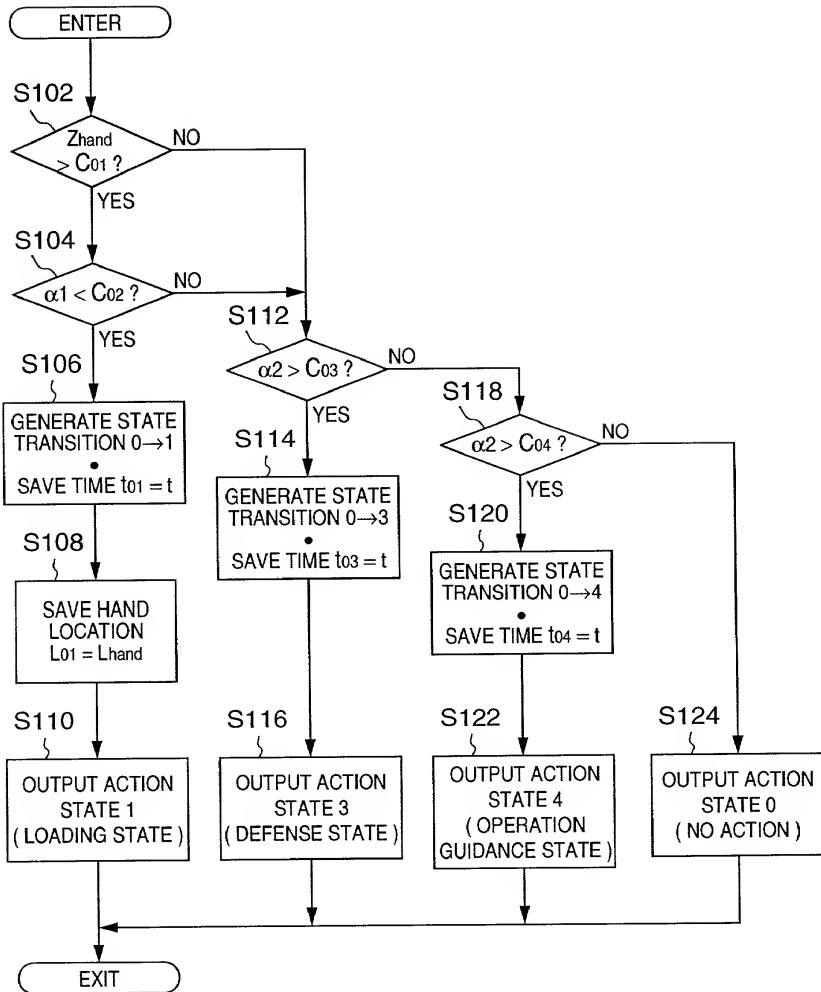 ENTER
S102
Zhand
> C01 ?
NO
YES
S104
α1 < C02 ?
NO
YES
S112
α2 > C03 ?
NO
YES
S106
GENERATE STATE
TRANSITION 0→1
•
SAVE TIME t01 = t
S118
α2 > C04 ?
NO
YES
S114
GENERATE STATE
TRANSITION 0→3
•
SAVE TIME t03 = t
S108
SAVE HAND
LOCATION
L01 = Lhand
S120
GENERATE STATE
TRANSITION 0→4
•
SAVE TIME t04 = t
S110
OUTPUT ACTION
STATE 1
( LOADING STATE )
S116
OUTPUT ACTION
STATE 3
( DEFENSE STATE )
S122
OUTPUT ACTION
STATE 4
( OPERATION
GUIDANCE STATE )
S124
OUTPUT ACTION
STATE 0
( NO ACTION )
EXIT